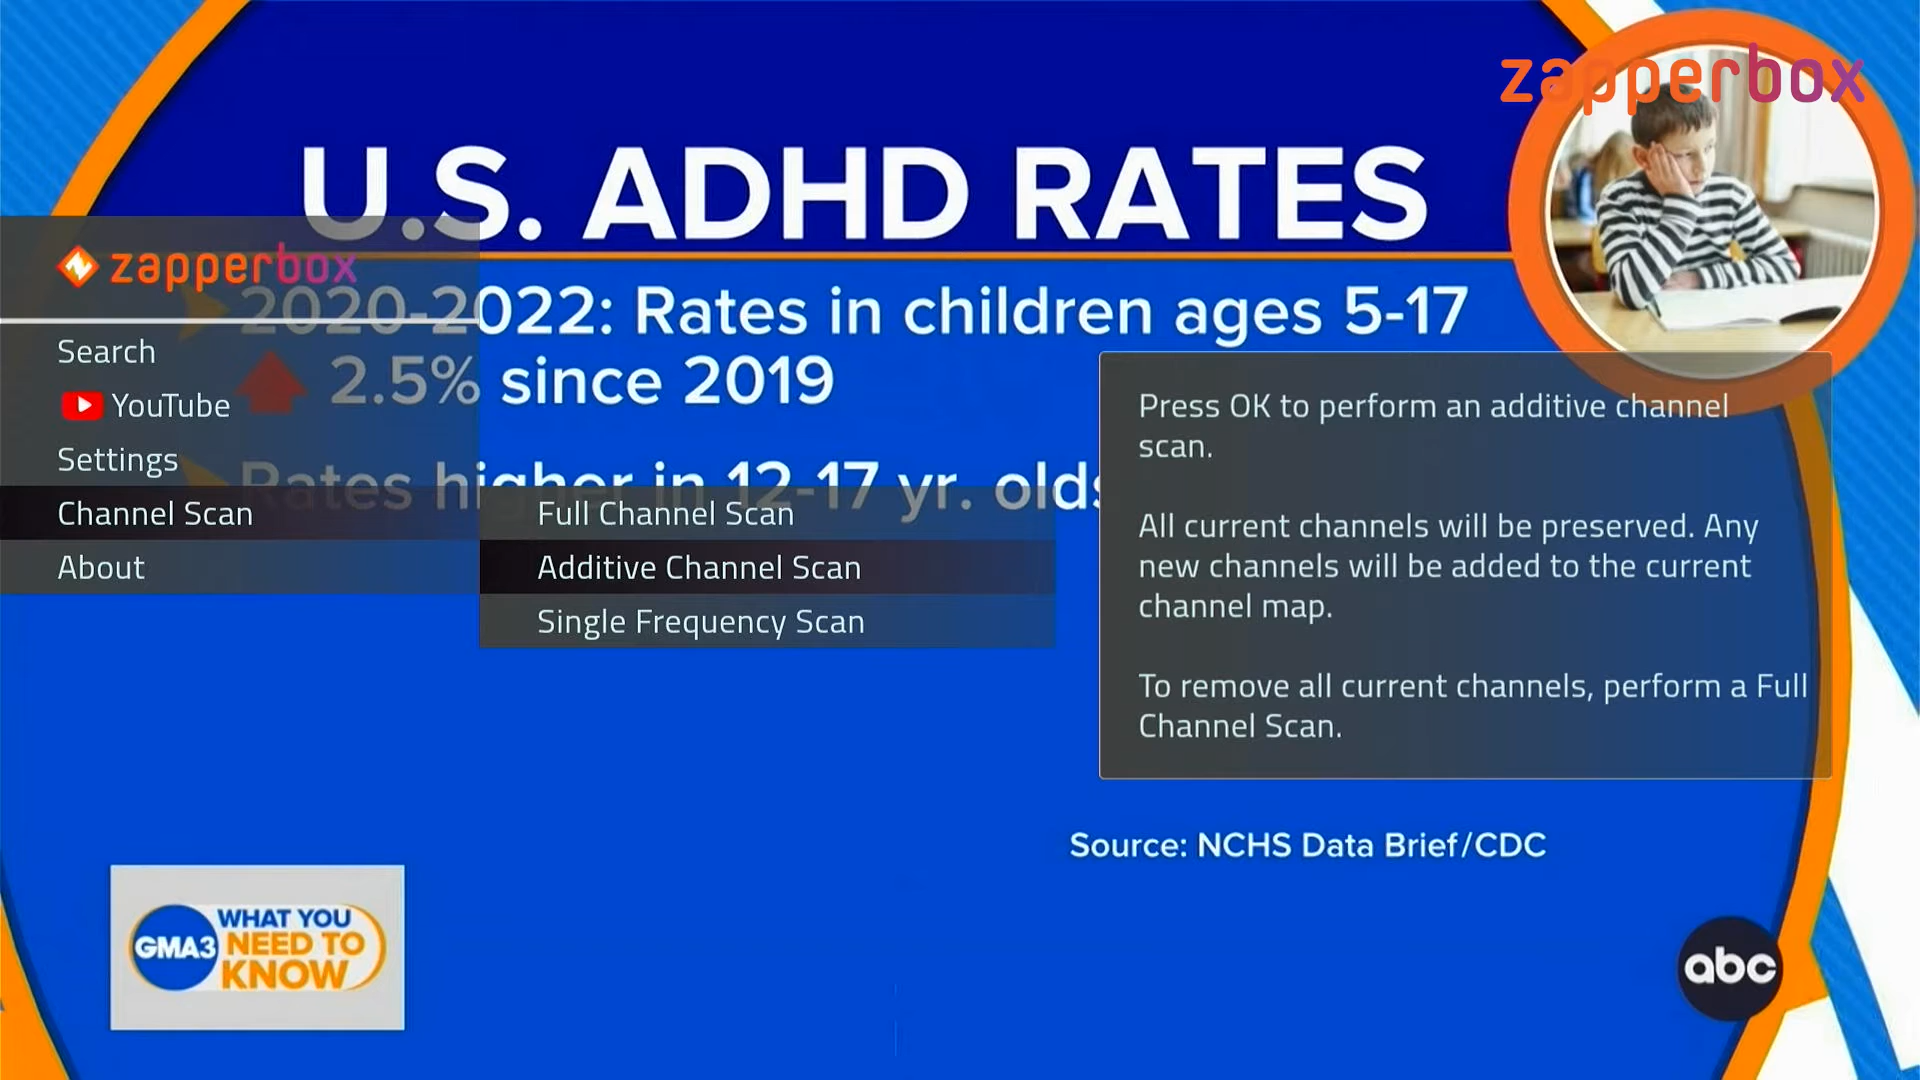 zapperbox
U.S. ADHD RATES
zapperbox
2020-2022: Rates in children ages 5-17
2.5% since 2019
Rates higher in 12-17 yr. olds
Search
YouTube
Settings
Channel Scan
About
Full Channel Scan
Additive Channel Scan
Single Frequency Scan
Press OK to perform an additive channel
scan.
All current channels will be preserved. Any
new channels will be added to the current
channel map.
To remove all current channels, perform a Full
Channel Scan.
Source: NCHS Data Brief/CDC
GMA3
WHAT YOU
NEED TO
KNOW
abc